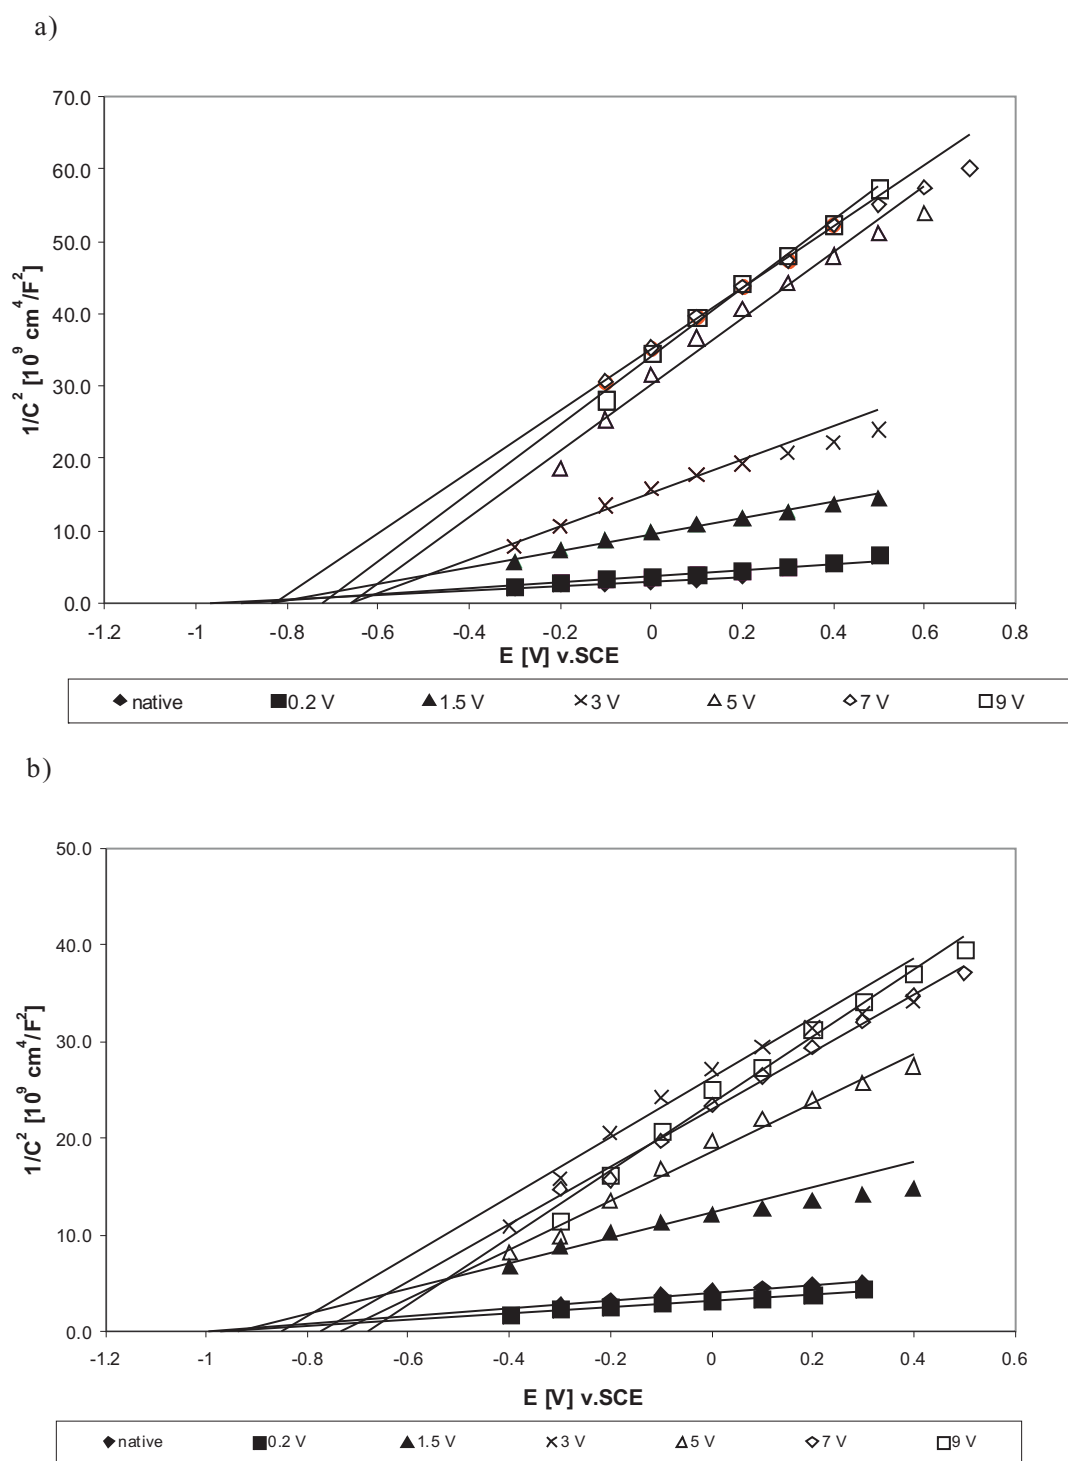 a)
70.0
60.0
50.0
40.0
30.0
20.0
10.0
0.0
1/C² [10⁹ cm⁴/F²]
-1.2 -1 -0.8 -0.6 -0.4 -0.2 0 0.2 0.4 0.6 0.8
E [V] v.SCE
native 0.2 V 1.5 V 3 V 5 V 7 V 9 V
b)
50.0
40.0
30.0
20.0
10.0
0.0
1/C² [10⁹ cm⁴/F²]
-1.2 -1 -0.8 -0.6 -0.4 -0.2 0 0.2 0.4 0.6
E [V] v.SCE
native 0.2 V 1.5 V 3 V 5 V 7 V 9 V